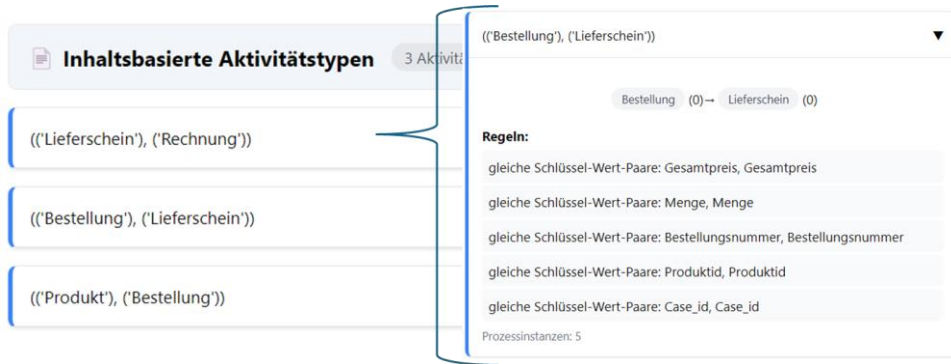 Inhaltsbasierte Aktivitätstypen
3 Aktivitä
(('Lieferschein'), ('Rechnung'))
(('Bestellung'), ('Lieferschein'))
(('Produkt'), ('Bestellung'))
(('Bestellung'), ('Lieferschein'))
Bestellung (0)→ Lieferschein (0)
Regeln:
gleiche Schlüssel-Wert-Paare: Gesamtpreis, Gesamtpreis
gleiche Schlüssel-Wert-Paare: Menge, Menge
gleiche Schlüssel-Wert-Paare: Bestellungsnummer, Bestellungsnummer
gleiche Schlüssel-Wert-Paare: Produktid, Produktid
gleiche Schlüssel-Wert-Paare: Case_id, Case_id
Prozessinstanzen: 5